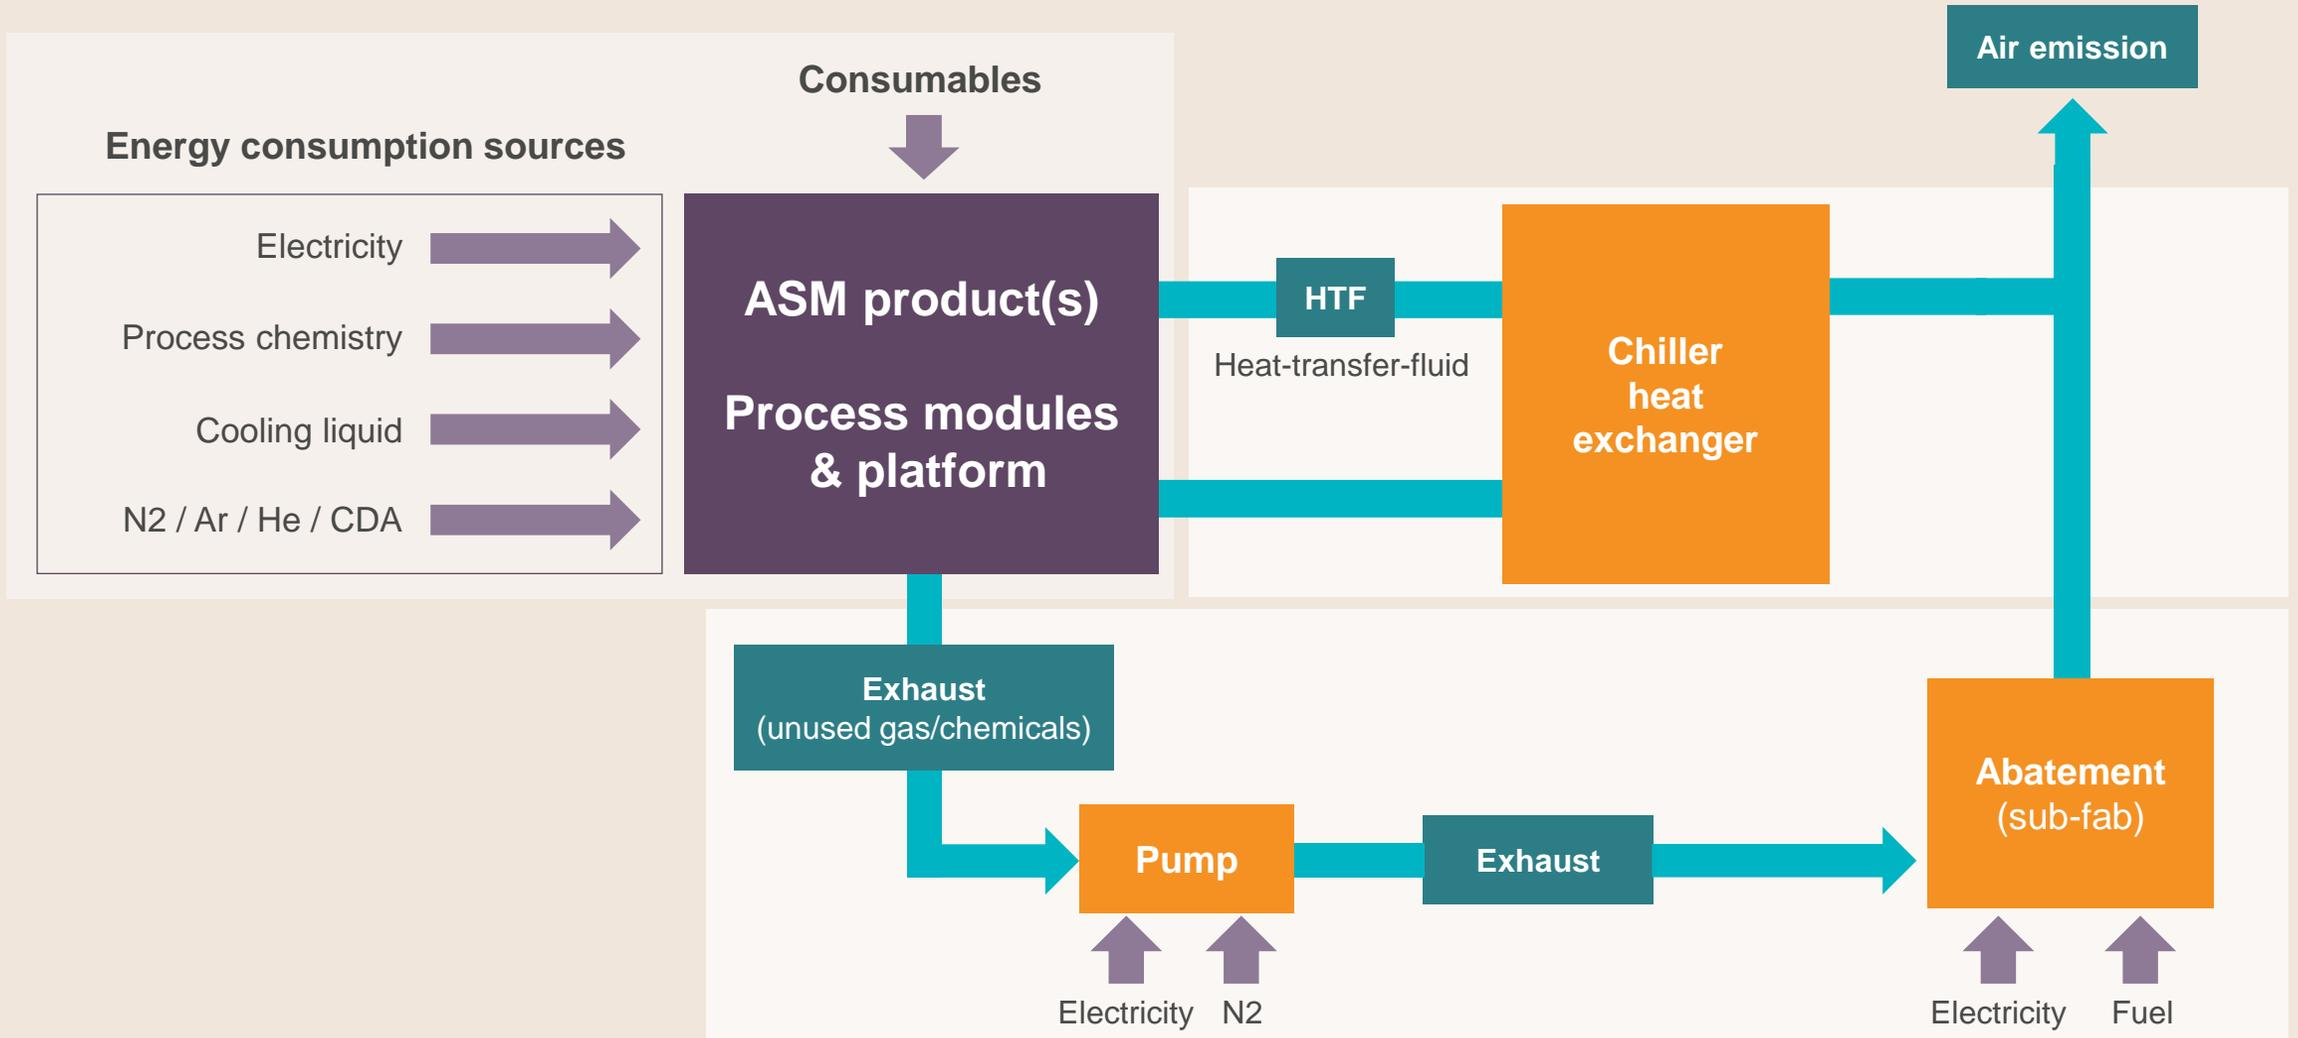 Air emission
Consumables
Energy consumption sources
Electricity
Process chemistry
Cooling liquid
N2 / Ar / He / CDA
ASM product(s)
Process modules
& platform
HTF
Heat-transfer-fluid
Chiller
heat
exchanger
Exhaust
(unused gas/chemicals)
Pump
Exhaust
Abatement
(sub-fab)
Electricity
N2
Electricity
Fuel